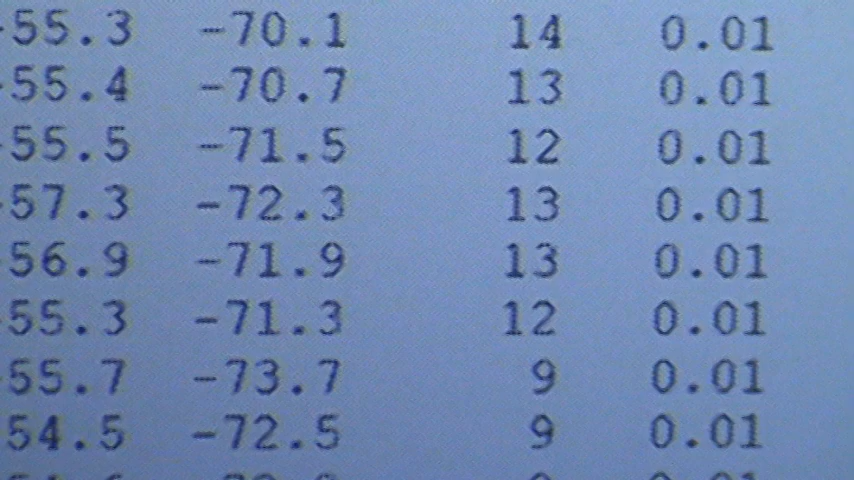 -55.3 -70.1 14 0.01
-55.4 -70.7 13 0.01
-55.5 -71.5 12 0.01
-57.3 -72.3 13 0.01
-56.9 -71.9 13 0.01
-55.3 -71.3 12 0.01
55.7 -73.7 9 0.01
54.5 -72.5 9 0.01